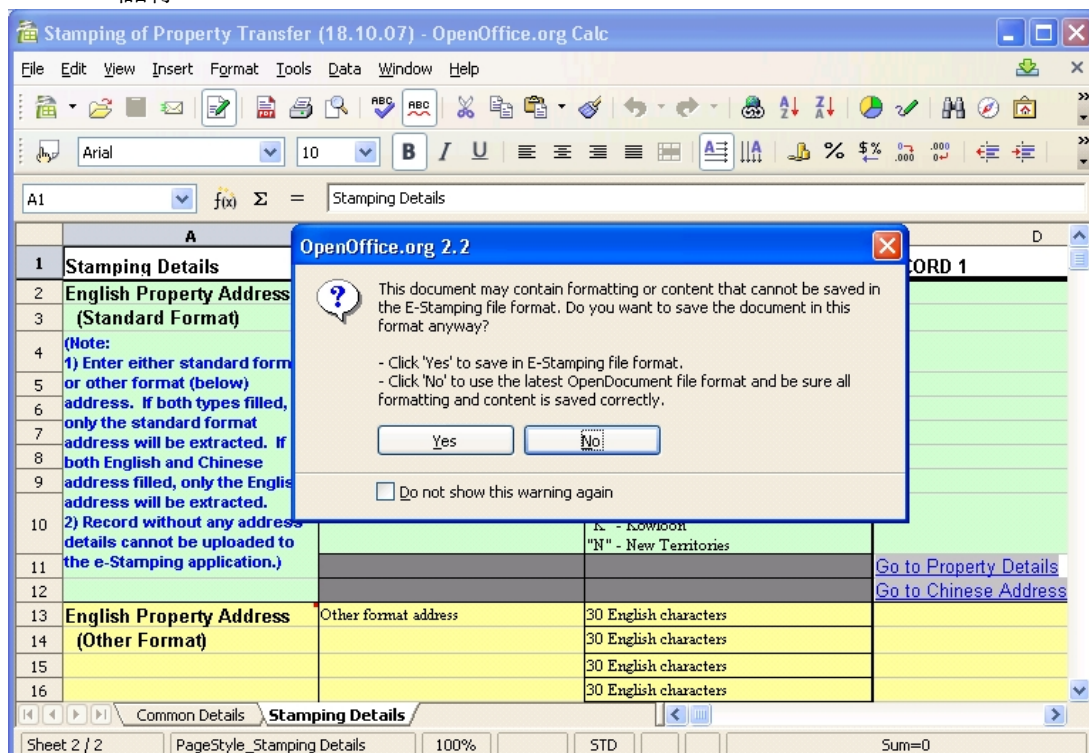 Stamping of Property Transfer (18.10.07) - OpenOffice.org Calc
File Edit View Insert Format Tools Data Window Help
Arial 10 B I U
A1 f(x) Σ = Stamping Details
A D
1 Stamping Details CORD 1
2 English Property Address
3 (Standard Format)
4 (Note:
1) Enter either standard form
5 or other format (below)
6 address. If both types filled,
7 only the standard format
address will be extracted. If
8 both English and Chinese
9 address filled, only the Englis
address will be extracted.
10 2) Record without any address
details cannot be uploaded to
11 the e-Stamping application.)
12
OpenOffice.org 2.2
This document may contain formatting or content that cannot be saved in
the E-Stamping file format. Do you want to save the document in this
format anyway?
- Click 'Yes' to save in E-Stamping file format.
- Click 'No' to use the latest OpenDocument file format and be sure all
formatting and content is saved correctly.
Yes No
Do not show this warning again
"K" - Kowloon
"N" - New Territories
Go to Property Details
Go to Chinese Address
13 English Property Address Other format address 30 English characters
14 (Other Format) 30 English characters
15 30 English characters
16 30 English characters
Common Details Stamping Details
Sheet 2 / 2 PageStyle_Stamping Details 100% STD Sum=0